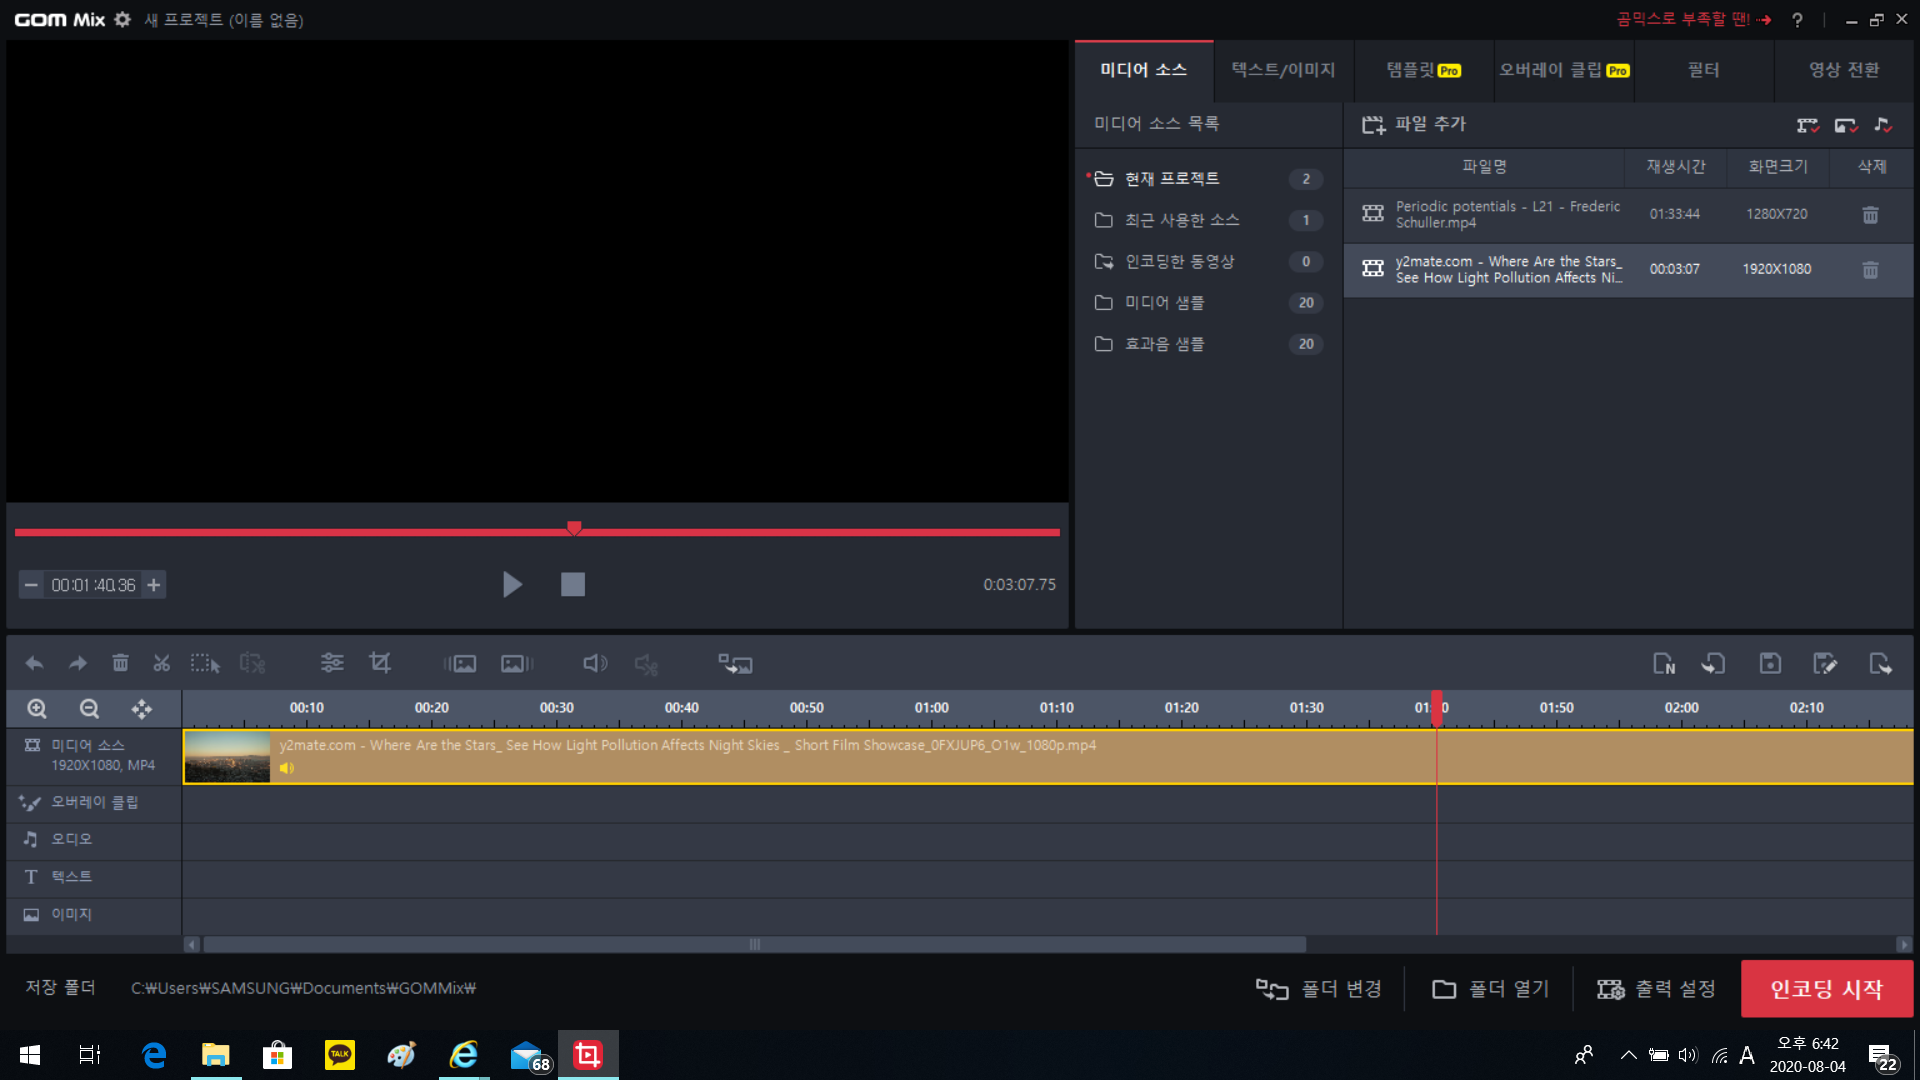 GOM Mix 새 프로젝트 (이름 없음)
곰믹스로 부족할 땐! ?
미디어 소스
텍스트/이미지
템플릿 Pro
오버레이 클립 Pro
필터
영상 전환
미디어 소스 목록
파일 추가
현재 프로젝트 2
최근 사용한 소스 1
인코딩한 동영상 0
미디어 샘플 20
효과음 샘플 20
파일명 재생시간 화면크기 삭제
Periodic potentials - L21 - Frederic
Schuller.mp4
01:33:44 1280X720
y2mate.com - Where Are the Stars_
See How Light Pollution Affects Ni...
00:03:07 1920X1080
00:01:40.36
0:03:07.75
N
00:10 00:20 00:30 00:40 00:50 01:00 01:10 01:20 01:30 01:50 02:00 02:10
미디어 소스
1920X1080, MP4
y2mate.com - Where Are the Stars_ See How Light Pollution Affects Night Skies _ Short Film Showcase_0FXJUP6_O1w_1080p.mp4
오버레이 클립
오디오
T 텍스트
이미지
저장 폴더 C:₩Users₩SAMSUNG₩Documents₩GOMMix₩
폴더 변경
폴더 열기
출력 설정
인코딩 시작
TALK
68
A
오후 6:42
2020-08-04
22